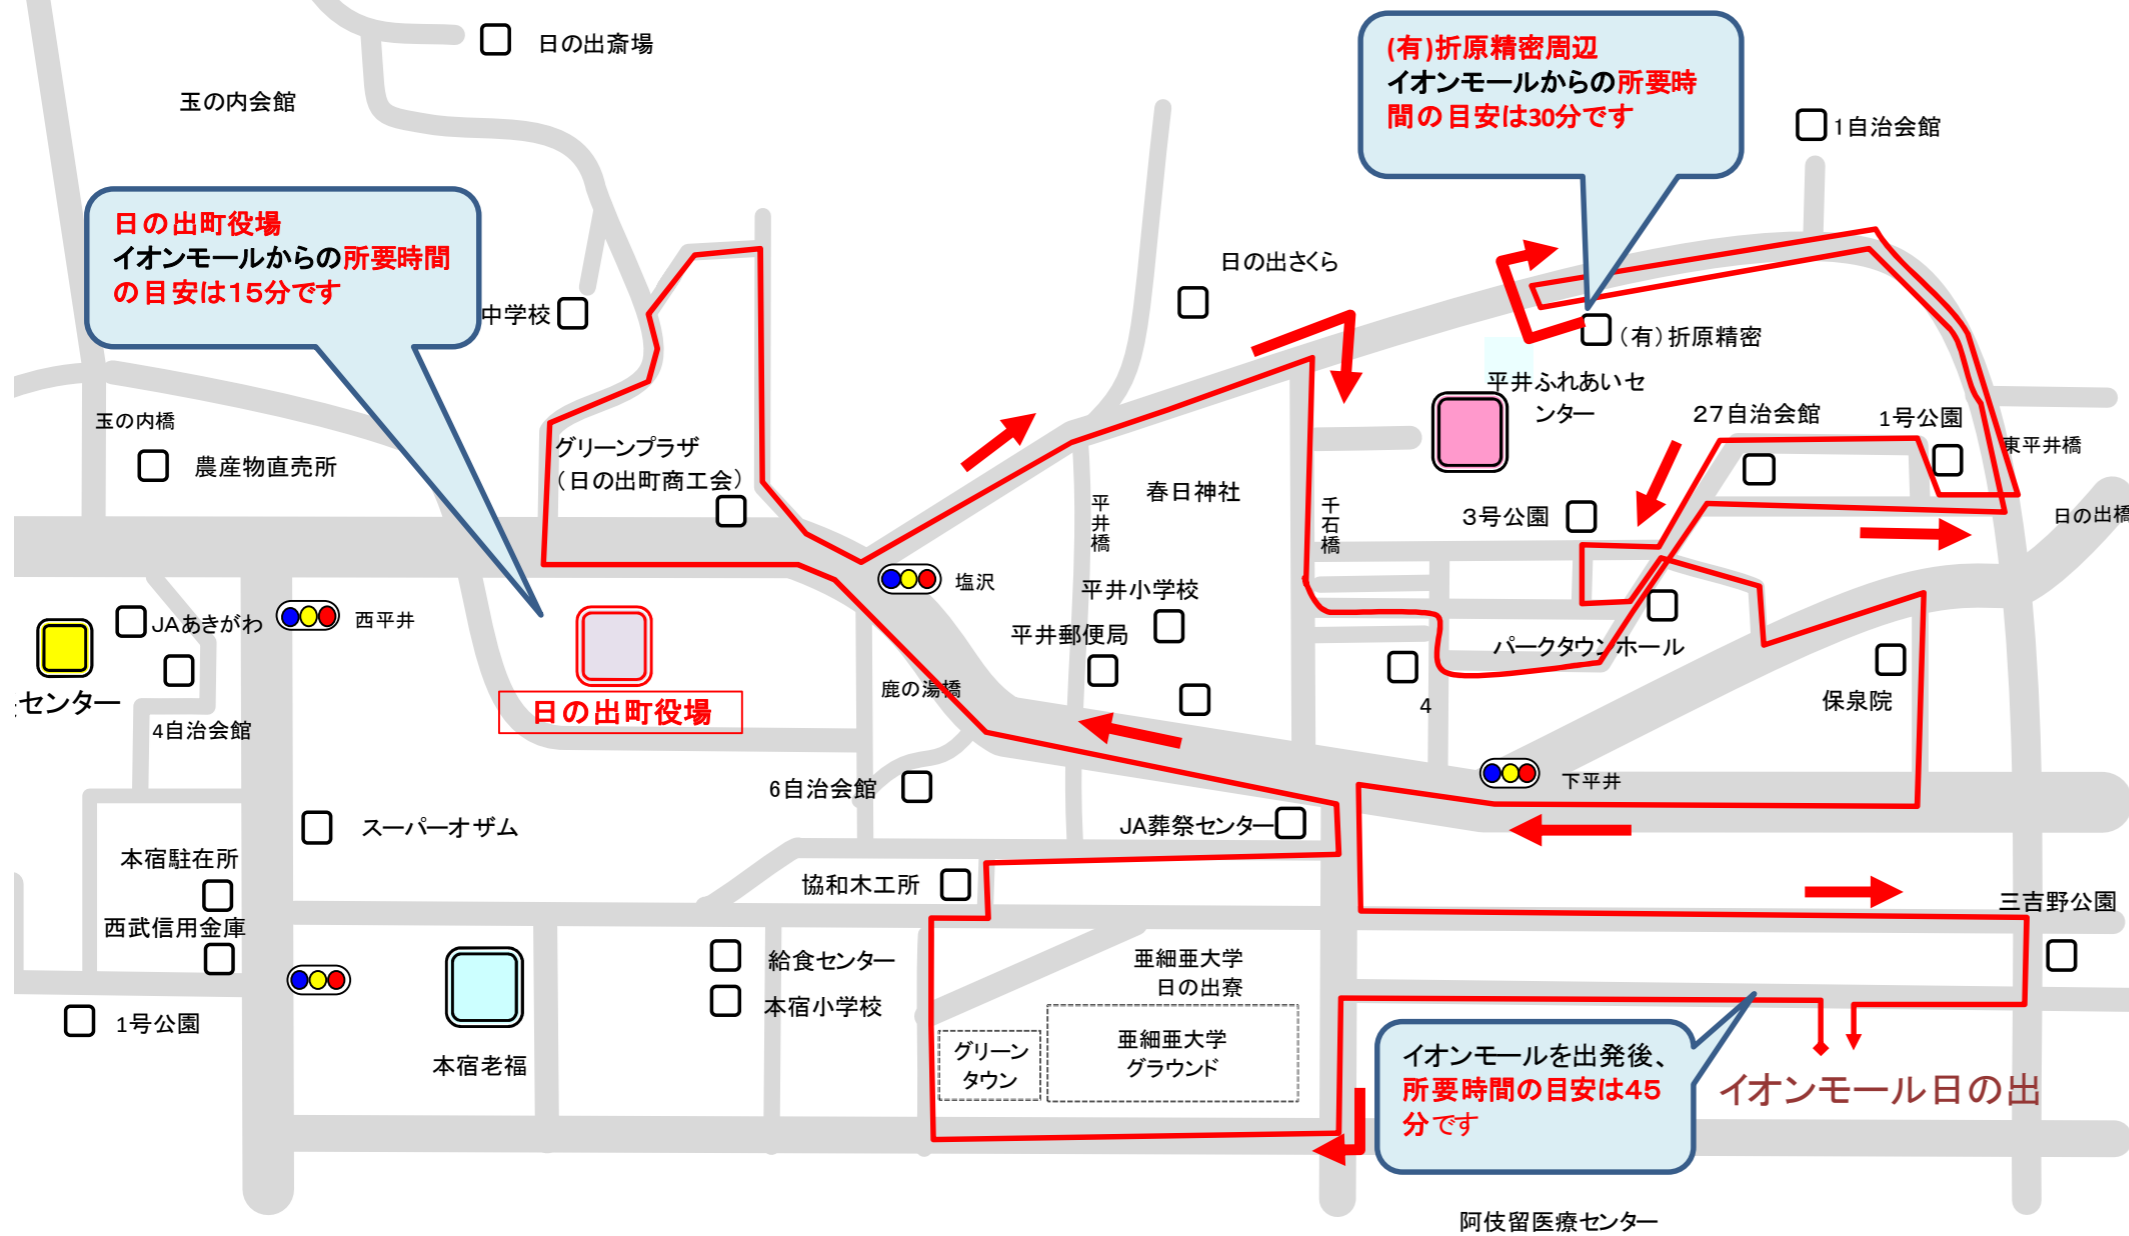 日の出斎場
玉の内会館
(有)折原精密周辺
イオンモールからの所要時
間の目安は30分です
1自治会館
日の出町役場
イオンモールからの所要時間
の目安は15分です
日の出さくら
中学校
(有)折原精密
平井ふれあいセ
ンター
27自治会館
1号公園
玉の内橋
農産物直売所
グリーンプラザ
(日の出町商工会)
東平井橋
春日神社
平井橋
千石橋
3号公園
日の出橋
塩沢
平井小学校
JAあきがわ
西平井
平井郵便局
パークタウンホール
鹿の湯橋
センター
日の出町役場
4
保泉院
4自治会館
下平井
6自治会館
スーパーオザム
JA葬祭センター
本宿駐在所
協和木工所
三吉野公園
西武信用金庫
給食センター
亜細亜大学
日の出寮
本宿小学校
1号公園
亜細亜大学
グラウンド
グリーン
タウン
本宿老福
イオンモールを出発後、
所要時間の目安は45
分です
イオンモール日の出
阿伎留医療センター